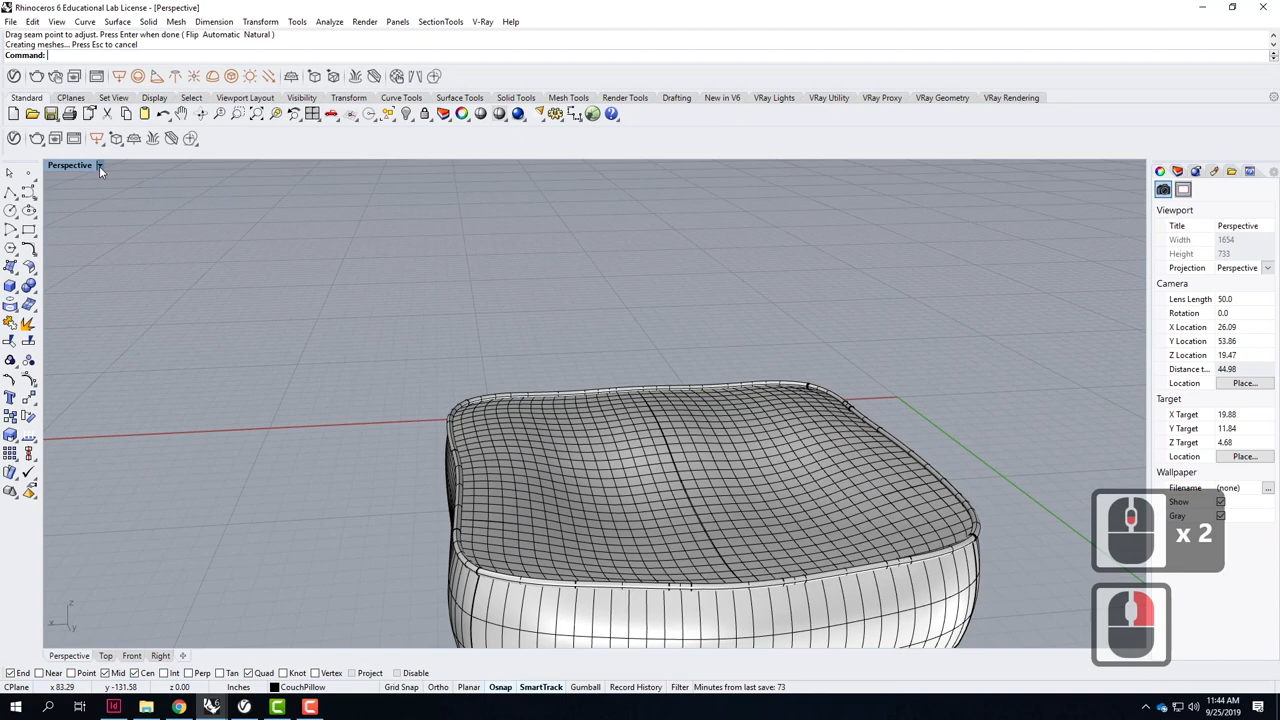 Rhinoceros 6 Educational Lab License - [Perspective]
File Edit View Curve Surface Solid Mesh Dimension Transform Tools Analyze Render Panels SectionTools V-Ray Help
Drag seam point to adjust. Press Enter when done ( Flip Automatic Natural )
Creating meshes... Press Esc to cancel
Command:
Standard CPlanes Set View Display Select Viewport Layout Visibility Transform Curve Tools Surface Tools Solid Tools Mesh Tools Render Tools Drafting New in V6 VRay Lights VRay Utility VRay Proxy VRay Geometry VRay Rendering
Perspective
Viewport
Title Perspective
Width 1654
Height 733
Projection Perspective
Camera
Lens Length 50.0
Rotation 0.0
X Location 26.09
Y Location 53.86
Z Location 19.47
Distance t... 44.98
Location Place...
Target
X Target 19.88
Y Target 11.84
Z Target 4.68
Location Place...
Wallpaper
Filename (none) ...
Show
Gray
x 2
z
x y
Perspective Top Front Right
End Near Point Mid Cen Int Perp Tan Quad Knot Vertex Project Disable
CPlane x 83.29 y -131.58 z 0.00 Inches CouchPillow Grid Snap Ortho Planar Osnap SmartTrack Gumball Record History Filter Minutes from last save: 73
11:44 AM
9/25/2019